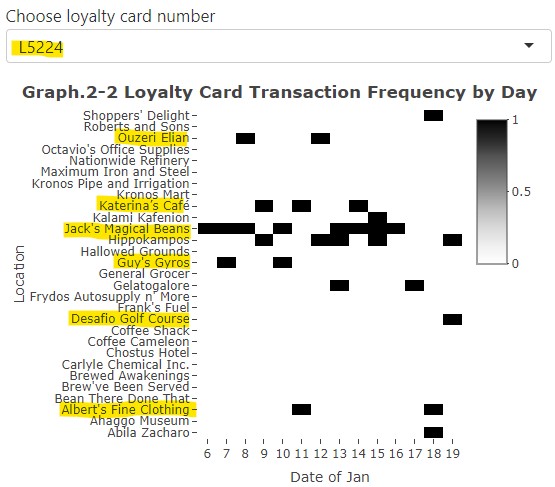 Choose loyalty card number
L5224
Graph.2-2 Loyalty Card Transaction Frequency by Day
Shoppers' Delight
Roberts and Sons
Ouzeri Elian
Octavio's Office Supplies
Nationwide Refinery
Maximum Iron and Steel
Kronos Pipe and Irrigation
Kronos Mart
Katerina's Café
Kalami Kafenion
Jack's Magical Beans
Hippokampos
Hallowed Grounds
Guy's Gyros
General Grocer
Gelatogalore
Frydos Autosupply n' More
Frank's Fuel
Desafio Golf Course
Coffee Shack
Coffee Cameleon
Chostus Hotel
Carlyle Chemical Inc.
Brewed Awakenings
Brew've Been Served
Bean There Done That
Albert's Fine Clothing
Ahaggo Museum
Abila Zacharo
Location
6 7 8 9 10 11 12 13 14 15 16 17 18 19
Date of Jan
1
0.5
0